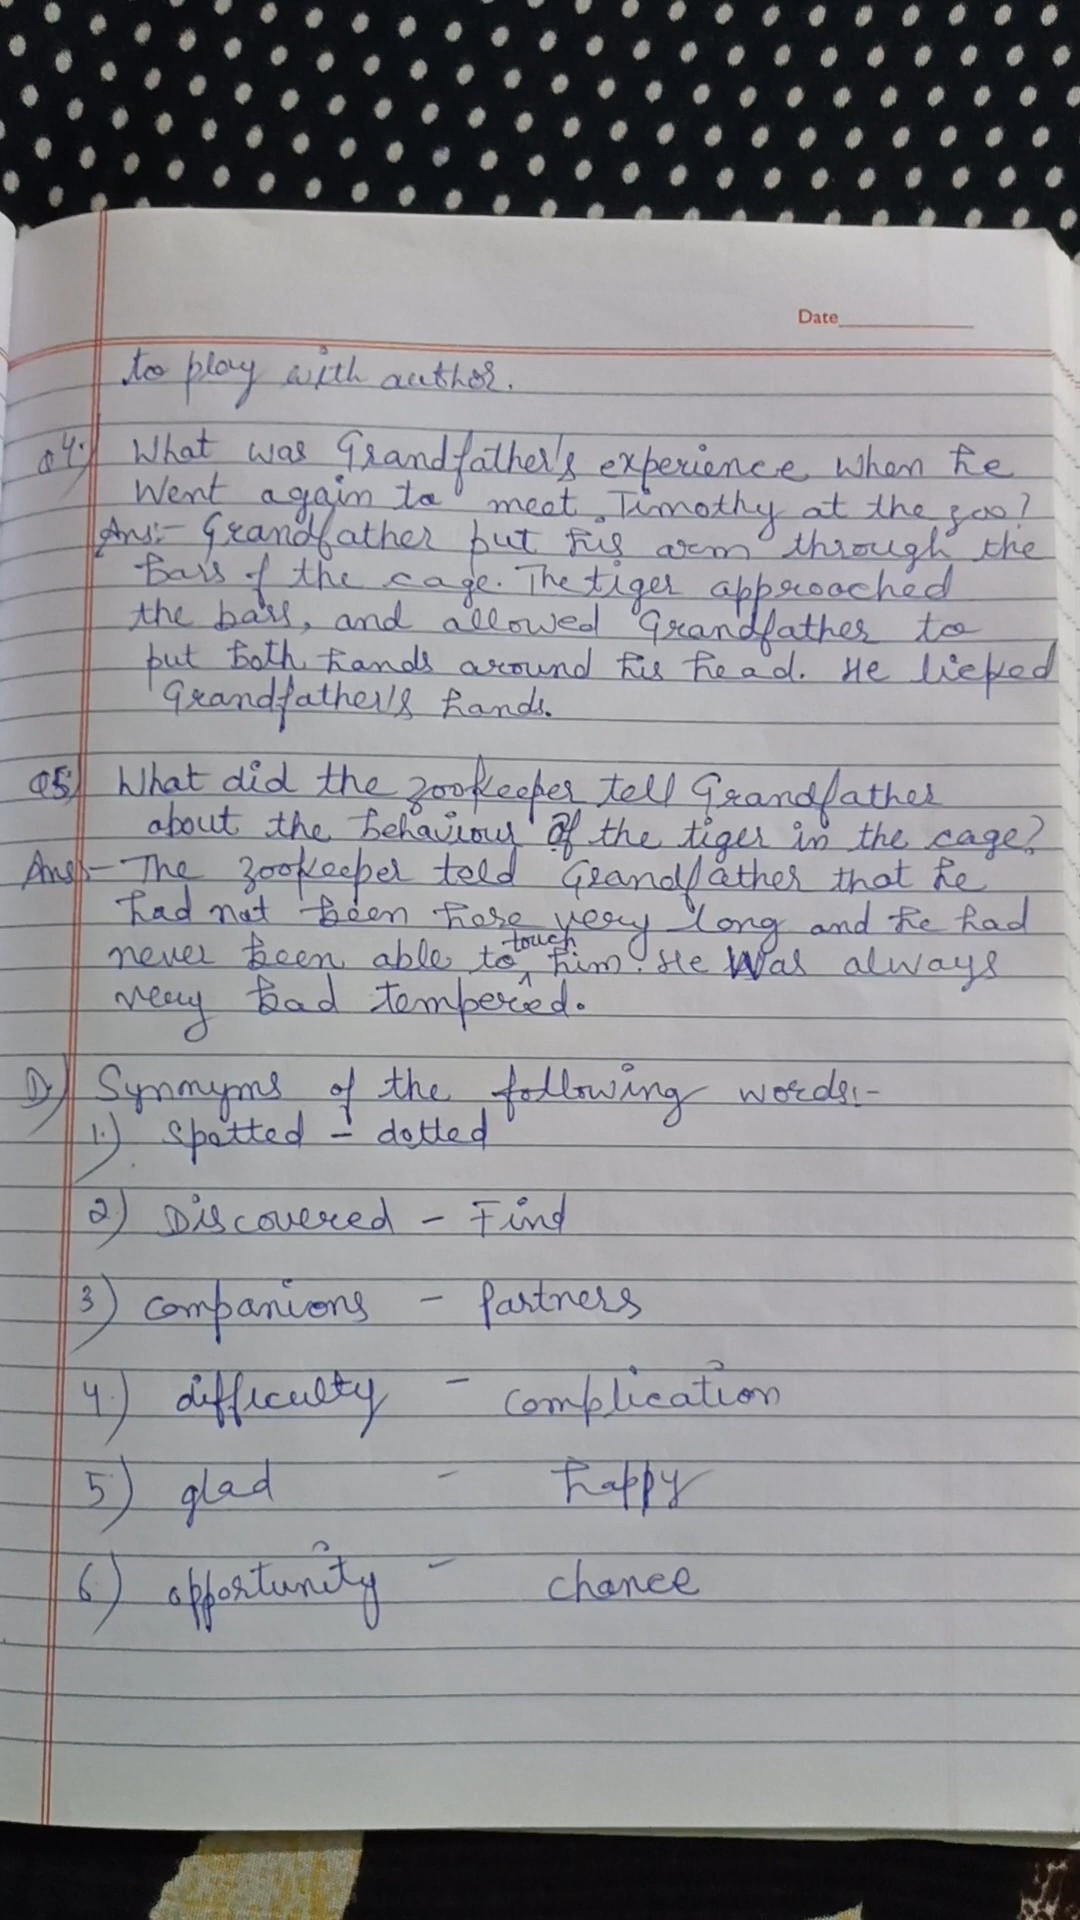 Date
to play with author.
Q4. What was Grandfather's experience when he
Went again to meet Timothy at the zoo?
Ans:- Grandfather put his arm through the
bars of the cage. The tiger approached
the bars, and allowed Grandfather to
put both hands around his head. He licked
Grandfather's hands.
Q5) What did the zookeeper tell Grandfather
about the behaviour of the tiger in the cage?
Ans:- The zookeeper told Grandfather that he
had not been here very long and he had
never been able to touch him. He Was always
very bad tempered.
D) Synonyms of the following words:-
1.) Spotted - dotted
2) Discovered - Find
3) companions - Partners
4.) difficulty - complication
5) glad - happy
6) opportunity - chance